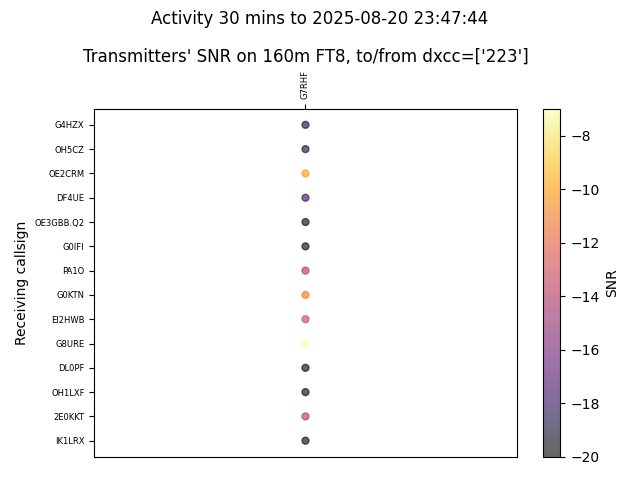 Activity 30 mins to 2025-08-20 23:47:44
Transmitters' SNR on 160m FT8, to/from dxcc=['223']
G7RHF
G4HZX
OH5CZ
OE2CRM
DF4UE
OE3GBB.Q2
G0IFI
PA1O
G0KTN
EI2HWB
G8URE
DL0PF
OH1LXF
2E0KKT
IK1LRX
Receiving callsign
−8
−10
−12
−14
−16
−18
−20
SNR